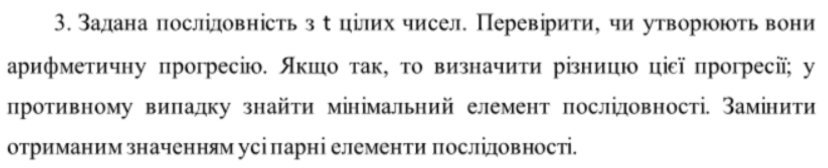 3. Задана послідовність з t цілих чисел. Перевірити, чи утворюють вони
арифметичну прогресію. Якщо так, то визначити різницю цієї прогресії; у
противному випадку знайти мінімальний елемент послідовності. Замінити
отриманим значенням усі парні елементи послідовності.